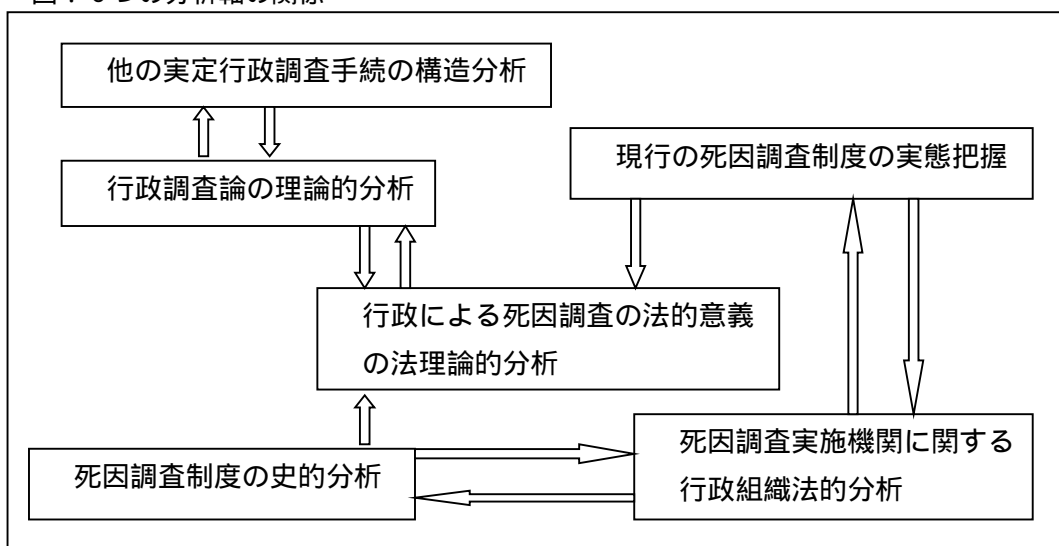 他の実定行政調査手続の構造分析
現行の死因調査制度の実態把握
行政調査論の理論的分析
行政による死因調査の法的意義
の法理論的分析
死因調査実施機関に関する
行政組織法的分析
死因調査制度の史的分析